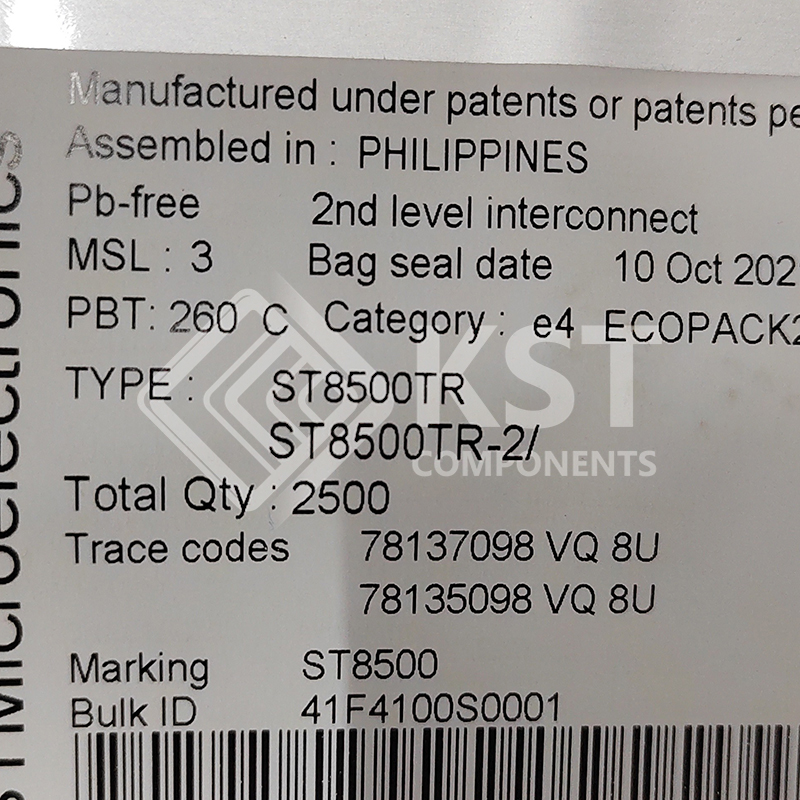 Manufactured under patents or patents pe
Assembled in : PHILIPPINES
Pb-free 2nd level interconnect
MSL : 3 Bag seal date 10 Oct 202
PBT: 260 C Category : e4 ECOPACK2
TYPE : ST8500TR
ST8500TR-2/
Total Qty : 2500
Trace codes 78137098 VQ 8U
78135098 VQ 8U
Marking ST8500
Bulk ID 41F4100S0001
STMicroelectronics
KST
COMPONENTS